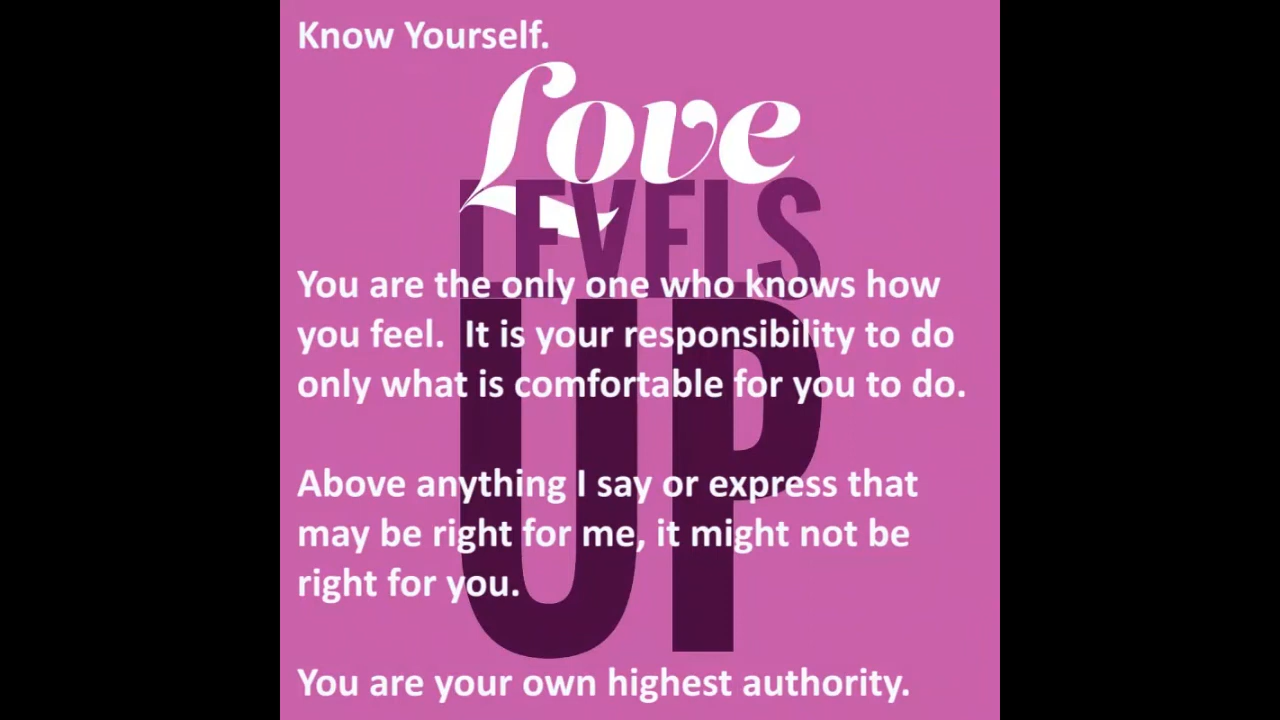 Know Yourself.
Love
LEVELS
UP
You are the only one who knows how
you feel.  It is your responsibility to do
only what is comfortable for you to do.
Above anything I say or express that
may be right for me, it might not be
right for you.
You are your own highest authority.